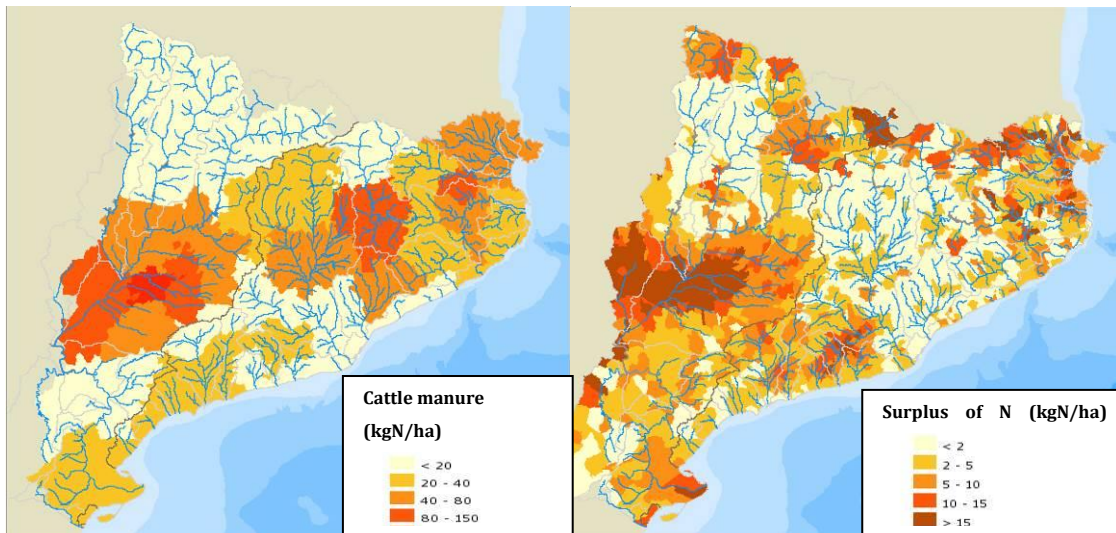 Cattle manure
(kgN/ha)
< 20
20 - 40
40 - 80
80 - 150
Surplus of N (kgN/ha)
< 2
2 - 5
5 - 10
10 - 15
> 15